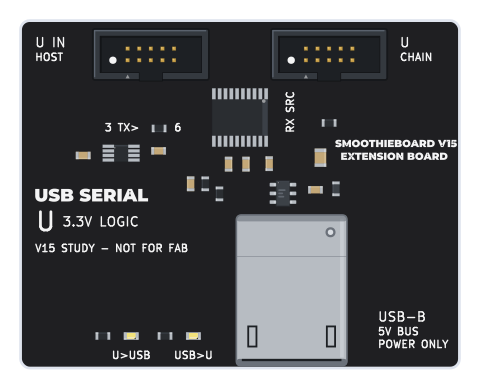 U IN
HOST
U
CHAIN
RX SRC
3 TX>
6
SMOOTHIEBOARD V15
EXTENSION BOARD
USB SERIAL
U 3.3V LOGIC
V15 STUDY – NOT FOR FAB
USB-B
5V BUS
POWER ONLY
U>USB
USB>U